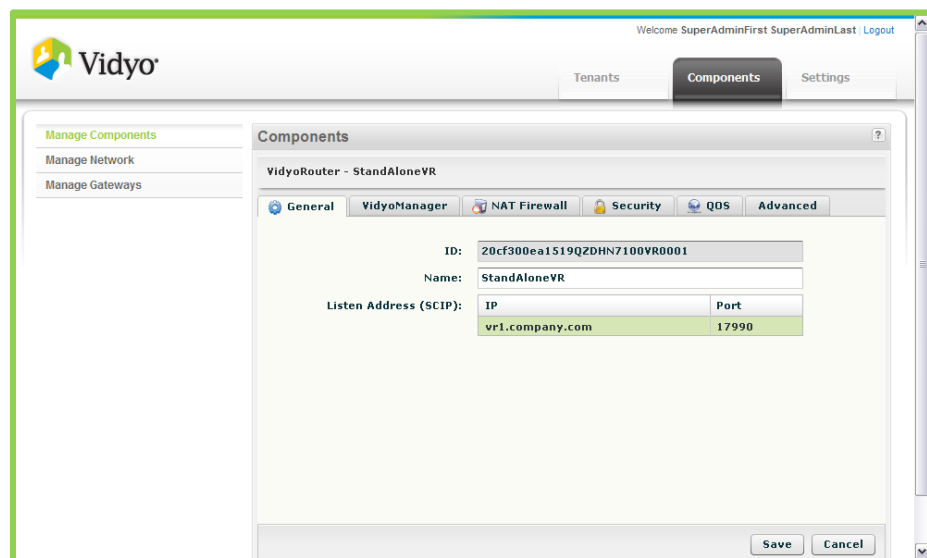 Welcome SuperAdminFirst SuperAdminLast | Logout
Vidyo
Tenants Components Settings
Manage Components
Manage Network
Manage Gateways
Components ?
VidyoRouter - StandAloneVR
General VidyoManager NAT Firewall Security QOS Advanced
ID: 20cf300ea1519QZDHN7100VR0001
Name: StandAloneVR
Listen Address (SCIP): IP Port
vr1.company.com 17990
Save Cancel